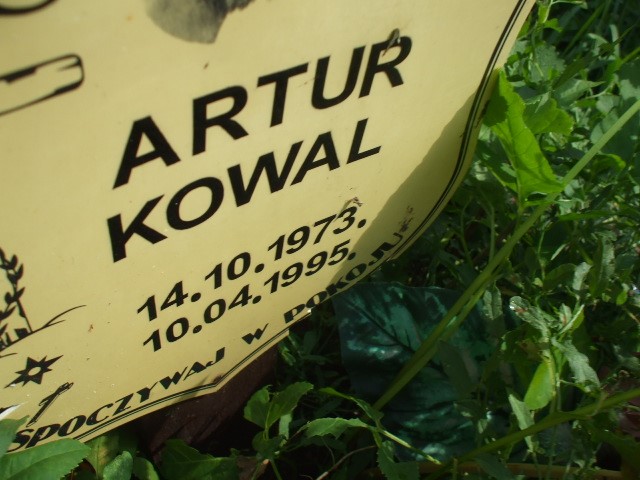 ARTUR
KOWAL
14.10.1973.
10.04.1995.
SPOCZYWAJ W POKOJU